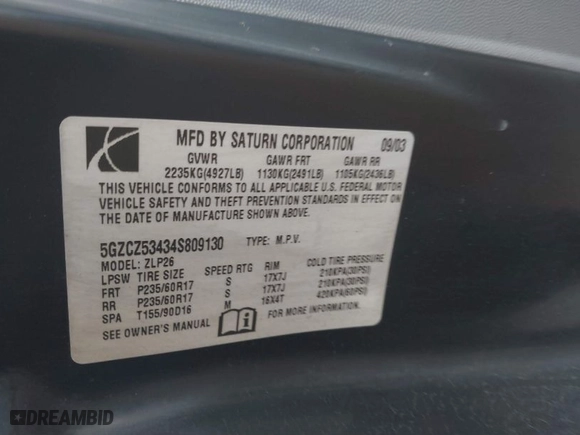 MFD BY SATURN CORPORATION 09/03
GVWR GAWR FRT GAWR RR
2235KG(4927LB) 1130KG(2491LB) 1105KG(2436LB)
THIS VEHICLE CONFORMS TO ALL APPLICABLE U.S. FEDERAL MOTOR
VEHICLE SAFETY AND THEFT PREVENTION STANDARDS IN EFFECT ON
THE DATE OF MANUFACTURE SHOWN ABOVE.
5GZCZ53434S809130 TYPE: M.P.V.
MODEL: ZLP26
LPSW TIRE SIZE SPEED RTG RIM COLD TIRE PRESSURE
FRT P235/60R17 S 17X7J 210KPA(30PSI)
RR P235/60R17 S 17X7J 210KPA(30PSI)
SPA T155/90D16 M 16X4T 420KPA(60PSI)
SEE OWNER'S MANUAL FOR MORE INFORMATION.
DREAMBID